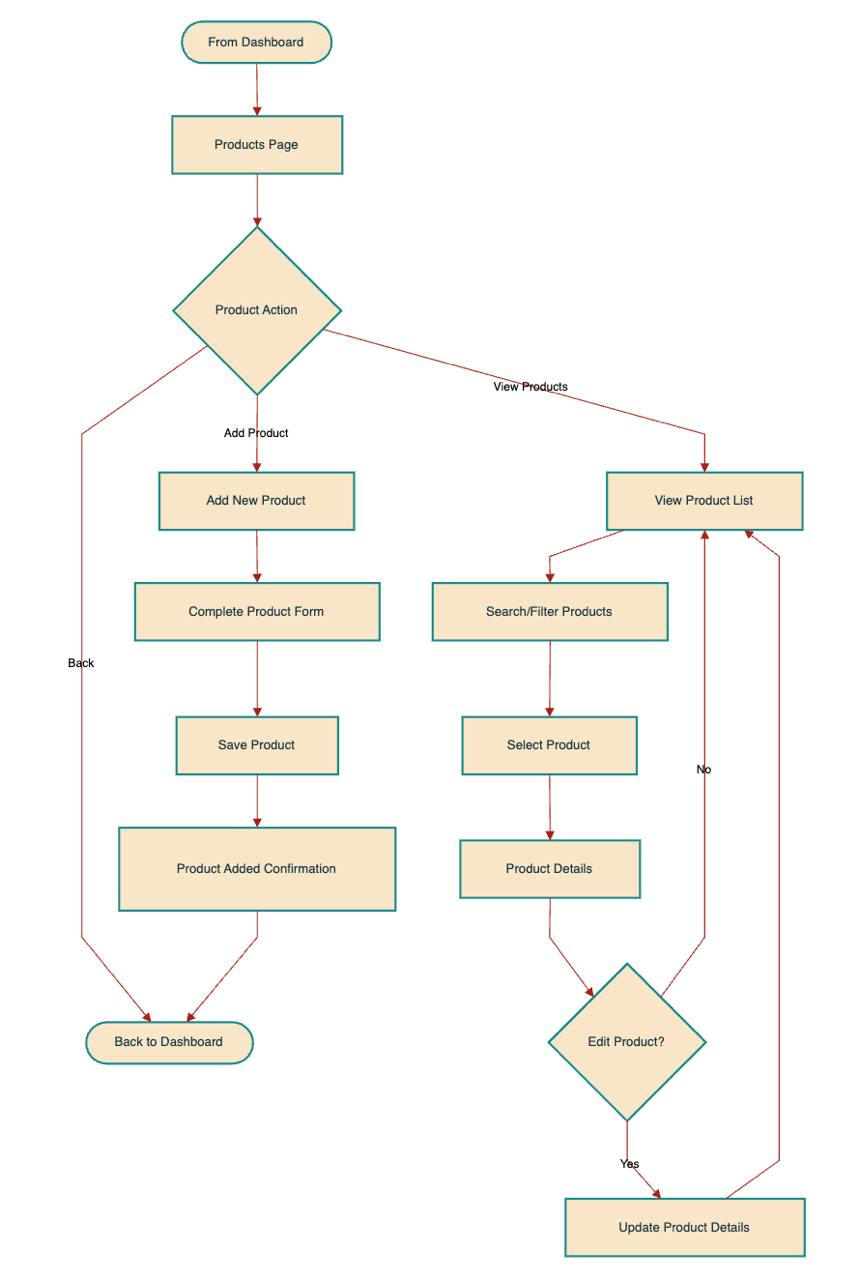 From Dashboard
Products Page
Product Action
View Products
Add Product
Add New Product
View Product List
Complete Product Form
Search/Filter Products
Back
Save Product
Select Product
No
Product Added Confirmation
Product Details
Back to Dashboard
Edit Product?
Yes
Update Product Details